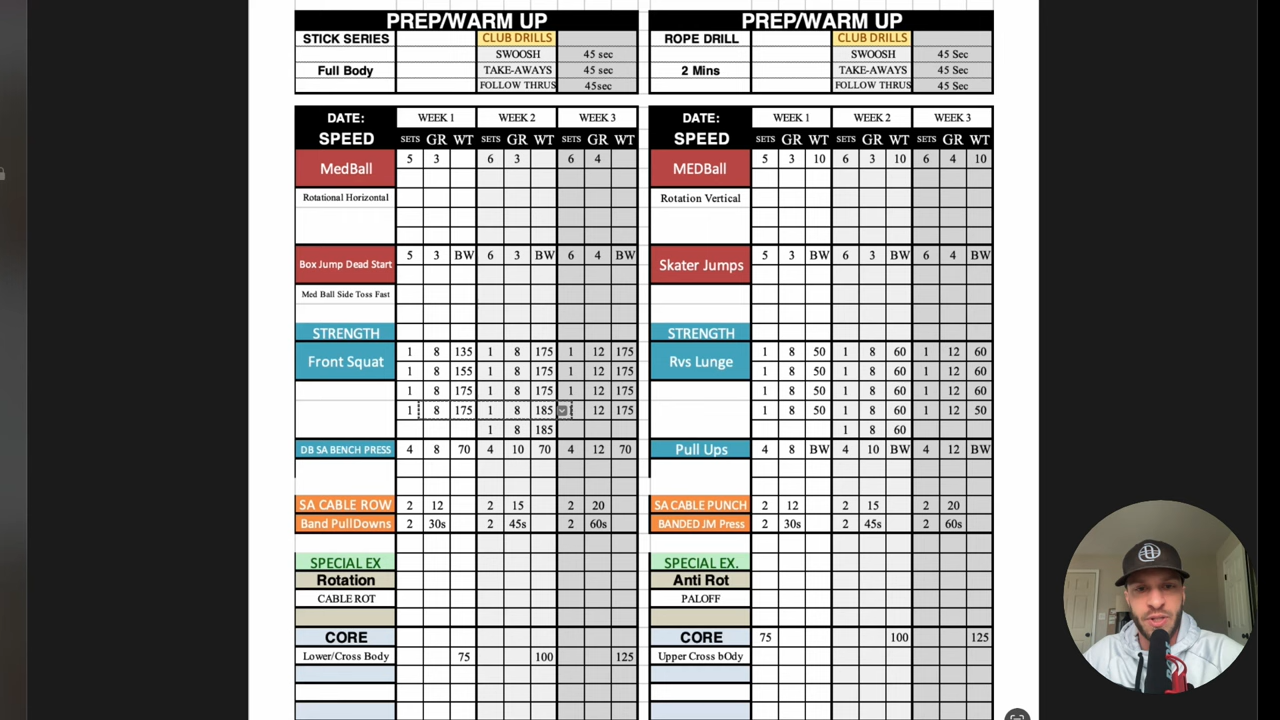 PREP/WARM UP
STICK SERIES CLUB DRILLS
SWOOSH 45 sec
Full Body TAKE-AWAYS 45 sec
FOLLOW THRUS 45sec
DATE: WEEK 1 WEEK 2 WEEK 3
SPEED SETS GR WT SETS GR WT SETS GR WT
MedBall 5 3 6 3 6 4
Rotational Horizontal
Box Jump Dead Start 5 3 BW 6 3 BW 6 4 BW
Med Ball Side Toss Fast
STRENGTH
Front Squat 1 8 135 1 8 175 1 12 175
1 8 155 1 8 175 1 12 175
1 8 175 1 8 175 1 12 175
1 8 175 1 8 185 12 175
1 8 185
DB SA BENCH PRESS 4 8 70 4 10 70 4 12 70
SA CABLE ROW 2 12 2 15 2 20
Band PullDowns 2 30s 2 45s 2 60s
SPECIAL EX
Rotation
CABLE ROT
CORE
Lower/Cross Body 75 100 125
PREP/WARM UP
ROPE DRILL CLUB DRILLS
SWOOSH 45 Sec
2 Mins TAKE-AWAYS 45 Sec
FOLLOW THRUS 45 Sec
DATE: WEEK 1 WEEK 2 WEEK 3
SPEED SETS GR WT SETS GR WT SETS GR WT
MEDBall 5 3 10 6 3 10 6 4 10
Rotation Vertical
Skater Jumps 5 3 BW 6 3 BW 6 4 BW
STRENGTH
Rvs Lunge 1 8 50 1 8 60 1 12 60
1 8 50 1 8 60 1 12 60
1 8 50 1 8 60 1 12 60
1 8 50 1 8 60 1 12 50
1 8 60
Pull Ups 4 8 BW 4 10 BW 4 12 BW
SA CABLE PUNCH 2 12 2 15 2 20
BANDED JM Press 2 30s 2 45s 2 60s
SPECIAL EX.
Anti Rot
PALOFF
CORE 75 100 125
Upper Cross bOdy